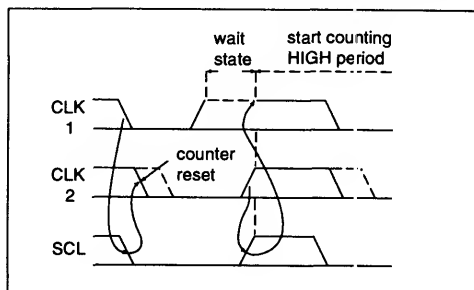 wait
state
start counting
HIGH period
CLK
1
counter
reset
CLK
2
SCL